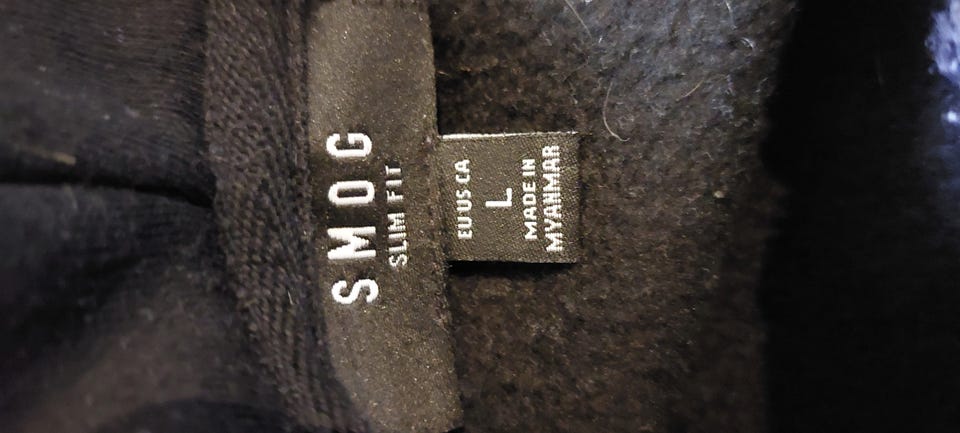 SMOG
SLIM FIT
EU US CA
L
MADE IN
MYANMAR